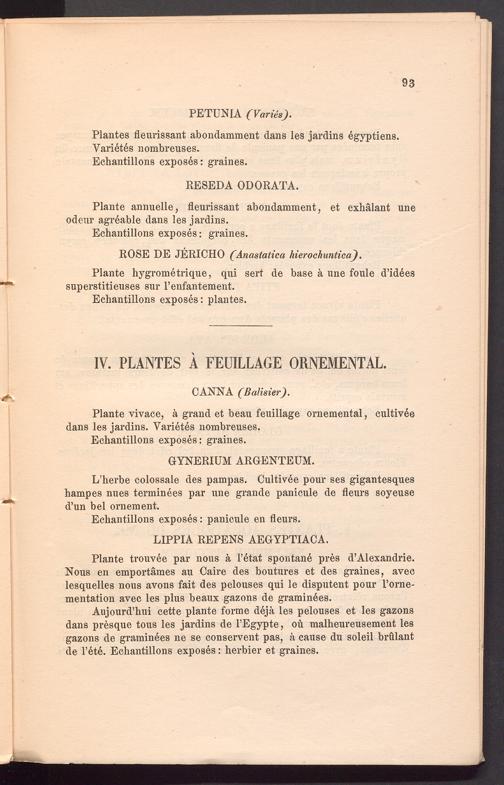 93
PETUNIA (Variés).
Plantes fleurissant abondamment dans les jardins égyptiens.
Variétés nombreuses.
Echantillons exposés: graines.
RESEDA ODORATA.
Plante annuelle, fleurissant abondamment, et exhâlant une
odeur agréable dans les jardins.
Echantillons exposés: graines.
ROSE DE JÉRICHO (Anastatica hierochuntica).
Plante hygrométrique, qui sert de base à une foule d'idées
superstitieuses sur l'enfantement.
Echantillons exposés: plantes.
IV. PLANTES À FEUILLAGE ORNEMENTAL.
CANNA (Balisier).
Plante vivace, à grand et beau feuillage ornemental, cultivée
dans les jardins. Variétés nombreuses.
Echantillons exposés: graines.
GYNERIUM ARGENTEUM.
L'herbe colossale des pampas. Cultivée pour ses gigantesques
hampes nues terminées par une grande panicule de fleurs soyeuse
d'un bel ornement.
Echantillons exposés: panicule en fleurs.
LIPPIA REPENS AEGYPTIACA.
Plante trouvée par nous à l'état spontané près d'Alexandrie.
Nous en emportâmes au Caire des boutures et des graines, avec
lesquelles nous avons fait des pelouses qui le disputent pour l'orne-
mentation avec les plus beaux gazons de graminées.
Aujourd'hui cette plante forme déjà les pelouses et les gazons
dans prèsque tous les jardins de l'Egypte, où malheureusement les
gazons de graminées ne se conservent pas, à cause du soleil brûlant
de l'été. Echantillons exposés: herbier et graines.